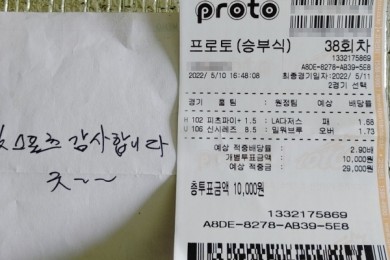 스포츠 감사합니다
굿~~
proto
프로토(승부식) 38회차
1332175869
A8DE-8278-AB39-5E8
2022/5/10 16:48:08 최종경기일자:2022/ 5/11
2경기 선택
경기 홈팀 : 원정팀 예상 배당률
H 102 피츠파이+ 1.5 : LA다저스 패 1.68
U 106 신시레즈 8.5 : 밀워브루 오버 1.73
예상 적중배당률 2.90배
개별투표금액 10,000원
예상 적중금 29,000원
총투표금액 10,000원
1332175869
A8DE-8278-AB39-5E8